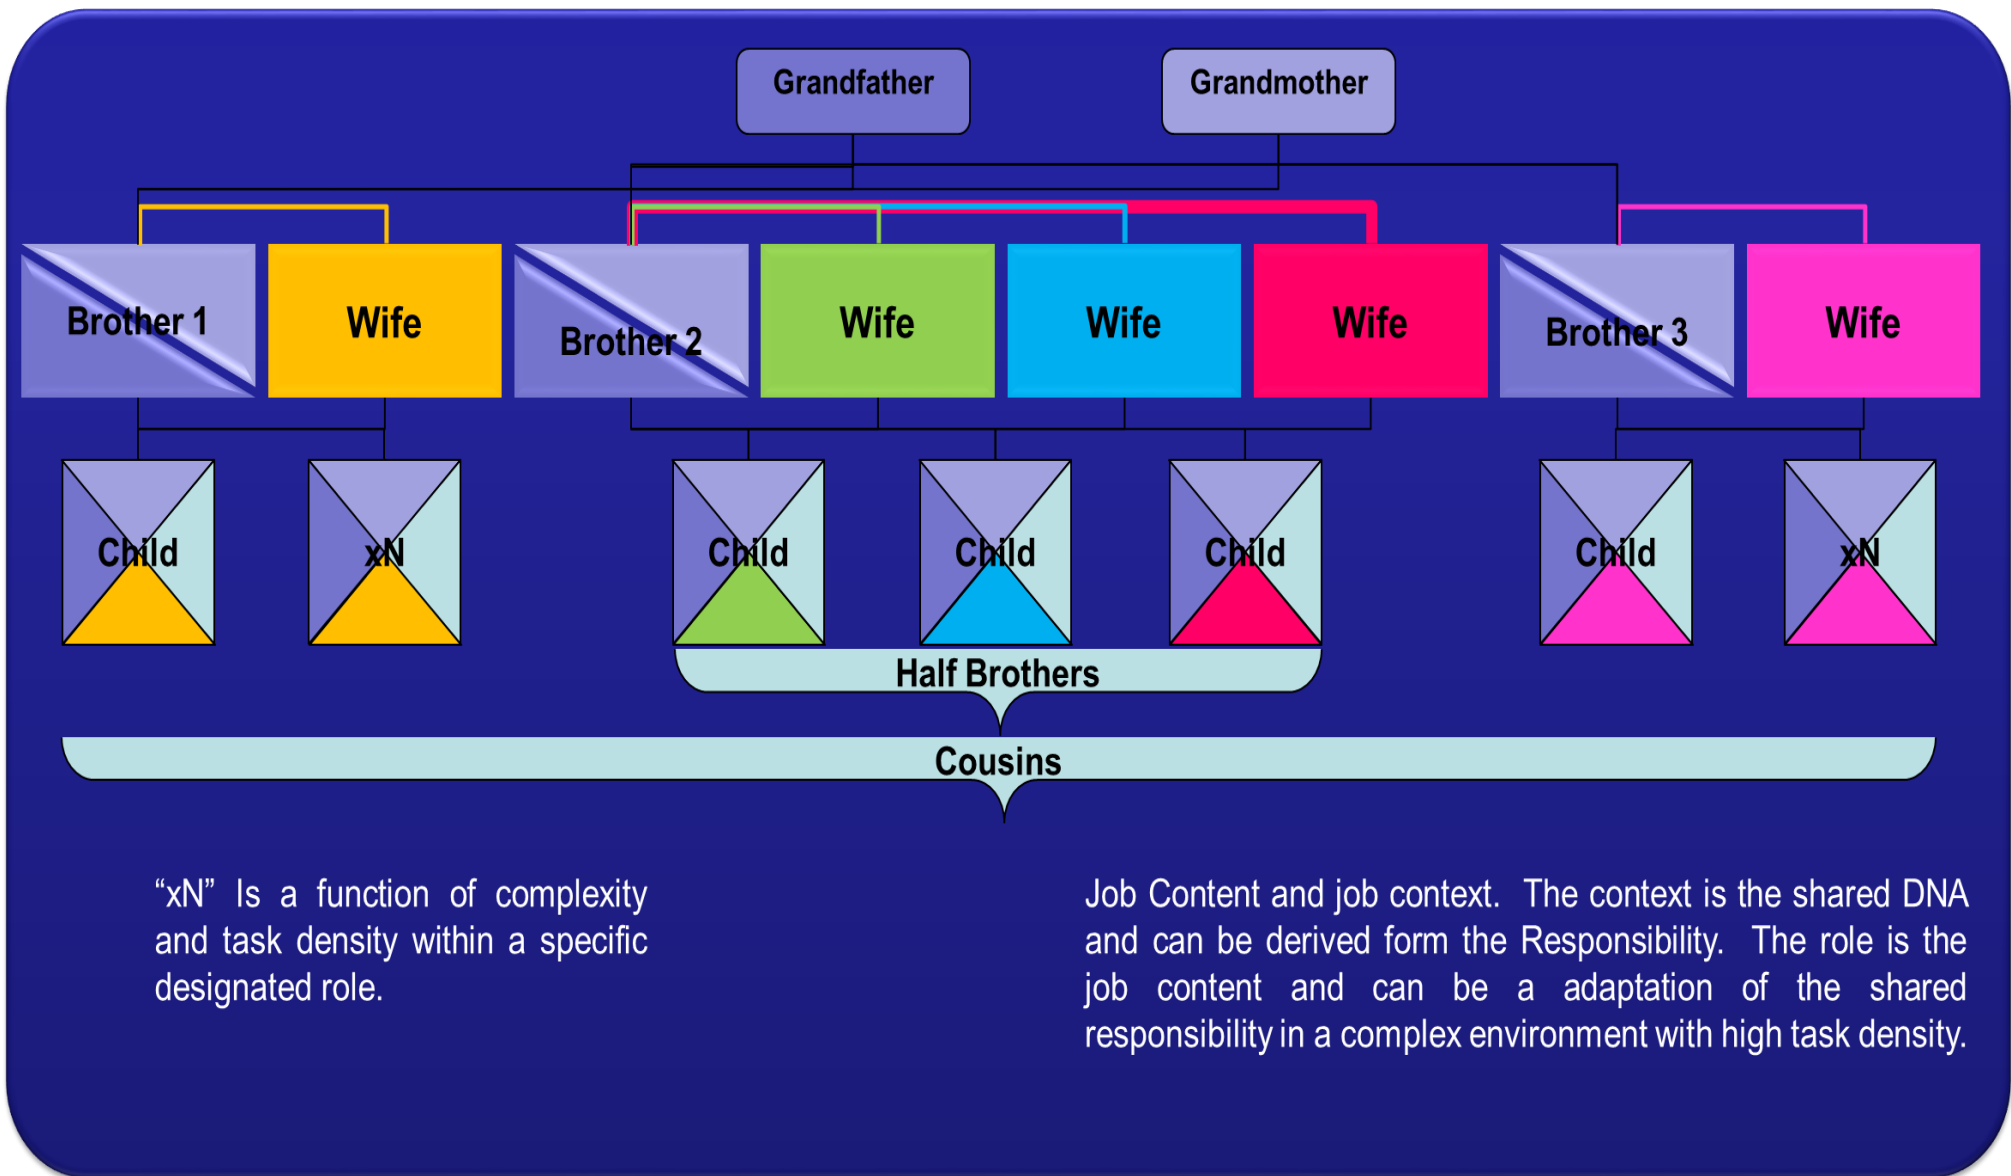 Grandfather
Grandmother
Brother 1
Wife
Brother 2
Wife
Wife
Wife
Brother 3
Wife
Child
xN
Child
Child
Child
Child
xN
Half Brothers
Cousins
“xN” Is a function of complexity
and task density within a specific
designated role.
Job Content and job context. The context is the shared DNA
and can be derived form the Responsibility. The role is the
job content and can be a adaptation of the shared
responsibility in a complex environment with high task density.